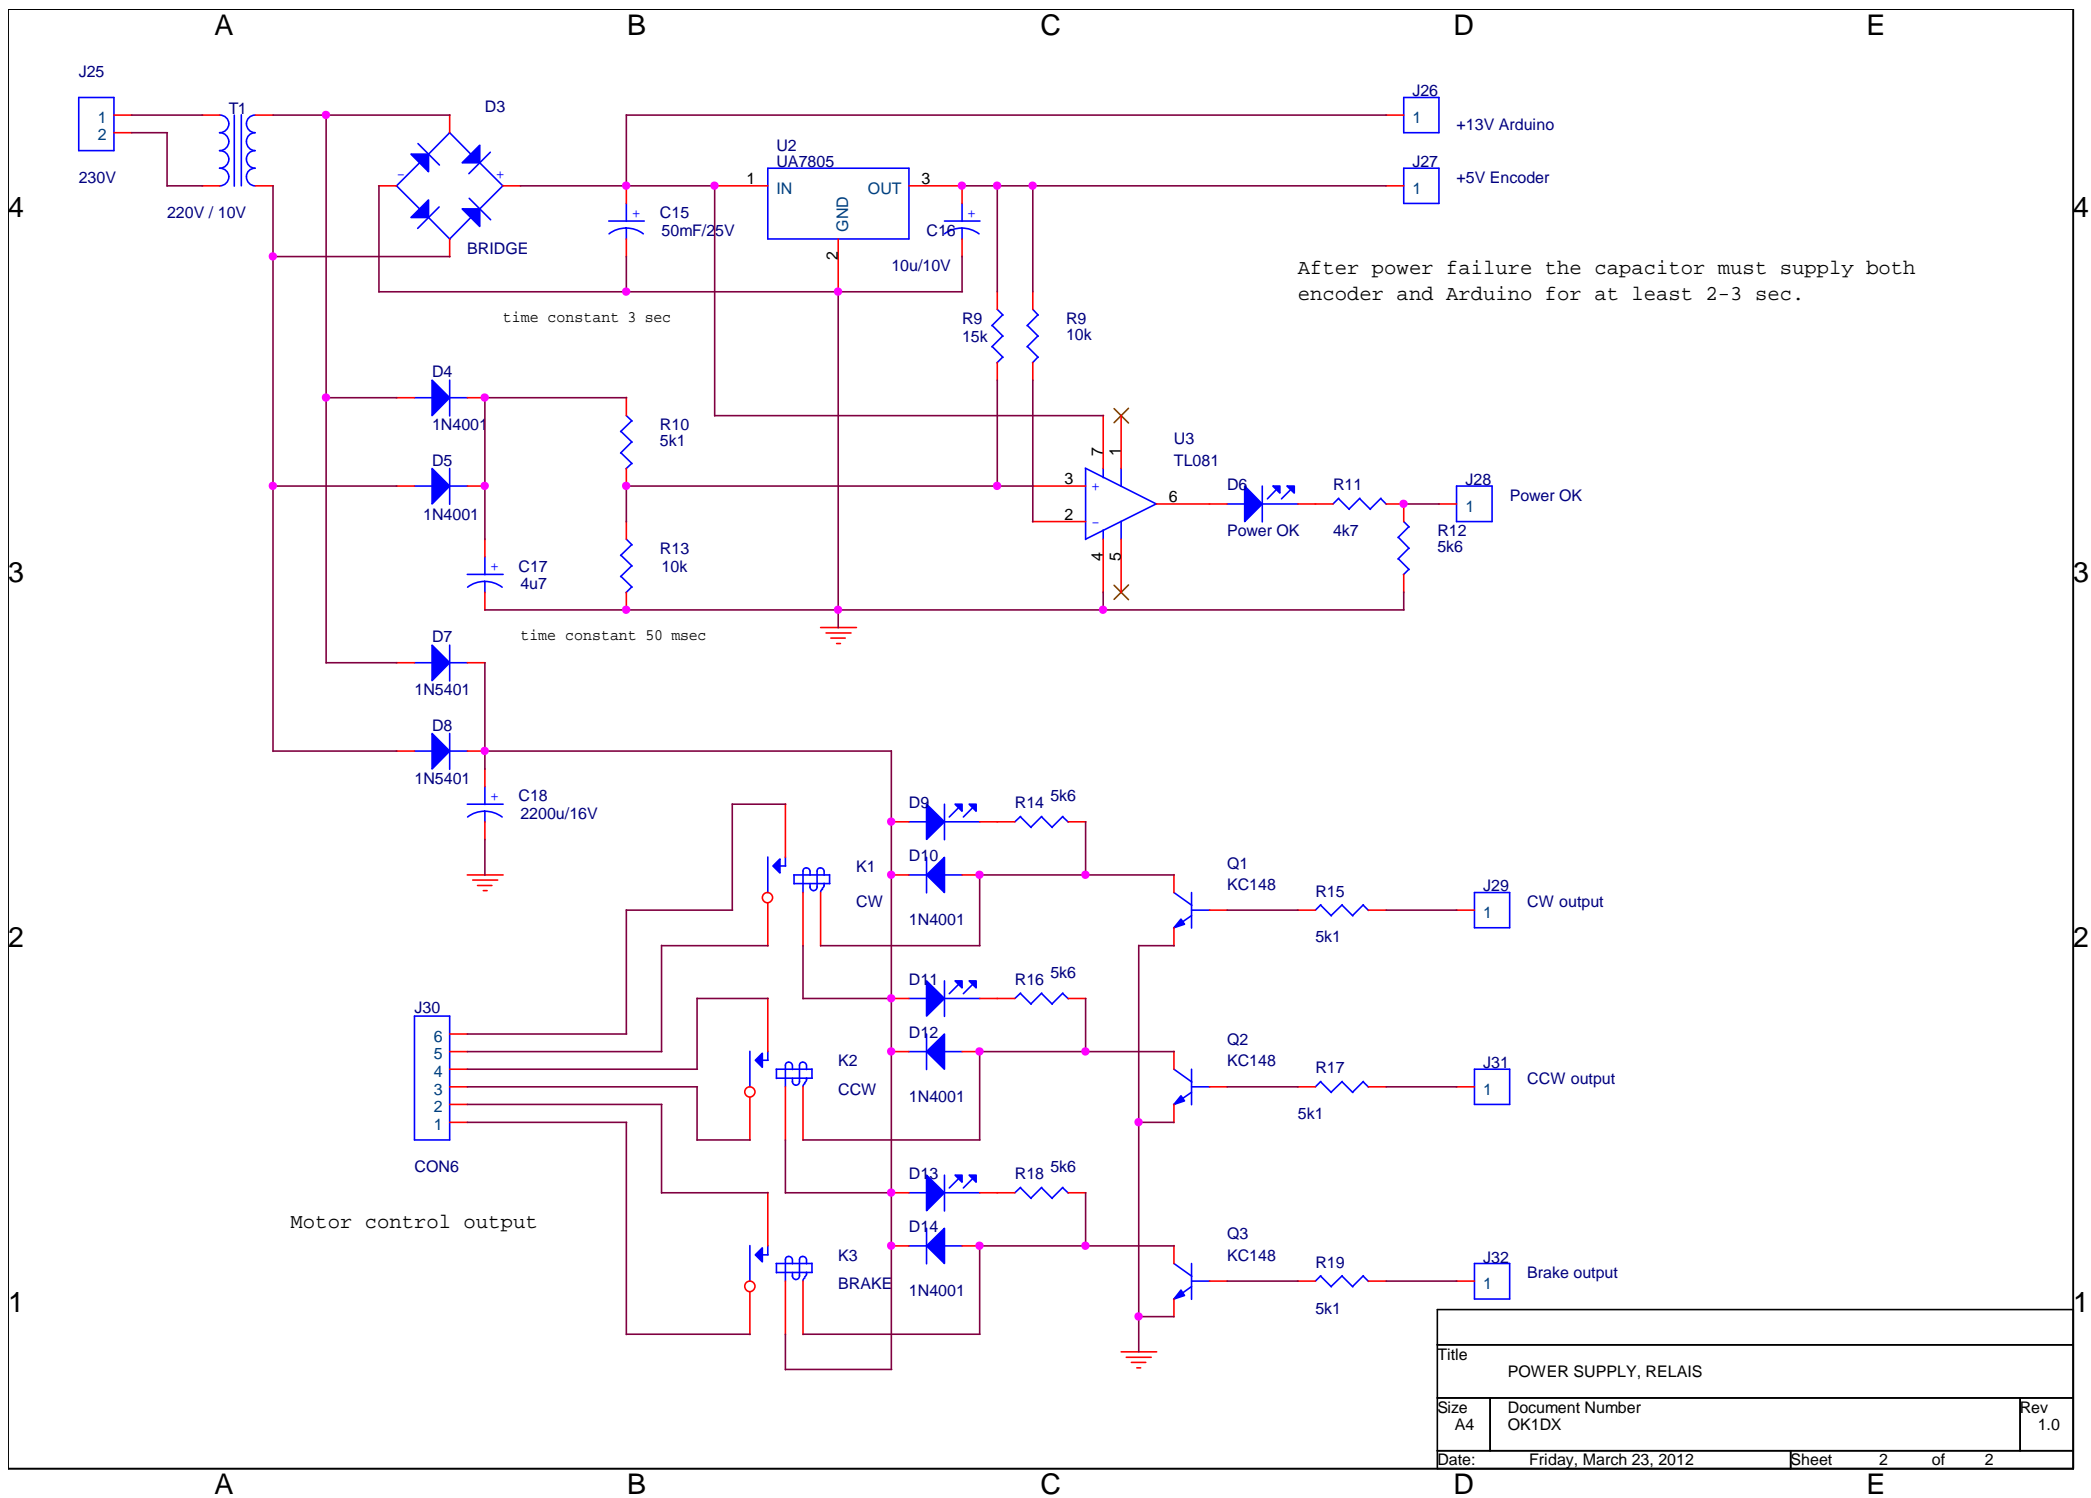 A B C D E
J25
1
2
230V
T1
220V / 10V
D3
-
+
BRIDGE
J26
1
+13V Arduino
U2
UA7805
1
IN
OUT
3
GND
2
J27
1
+5V Encoder
4
4
C15
50mF/25V
+
C16
+
10u/10V
After power failure the capacitor must supply both
encoder and Arduino for at least 2-3 sec.
time constant 3 sec
R9
15k
R9
10k
D4
1N4001
D5
1N4001
R10
5k1
U3
TL081
7
1
3
+
2
-
6
4
5
D6
Power OK
R11
4k7
J28
1
Power OK
R12
5k6
R13
10k
3
3
C17
4u7
+
time constant 50 msec
D7
1N5401
D8
1N5401
C18
2200u/16V
+
D9
R14 5k6
D10
1N4001
K1
CW
Q1
KC148
R15
5k1
J29
1
CW output
2
2
D11
R16 5k6
D12
1N4001
K2
CCW
Q2
KC148
R17
5k1
J31
1
CCW output
J30
6
5
4
3
2
1
CON6
Motor control output
D13
R18 5k6
D14
1N4001
K3
BRAKE
Q3
KC148
R19
5k1
J32
1
Brake output
1
1
Title
POWER SUPPLY, RELAIS
Size
A4
Document Number
OK1DX
Rev
1.0
Date: Friday, March 23, 2012 Sheet 2 of 2
A B C D E